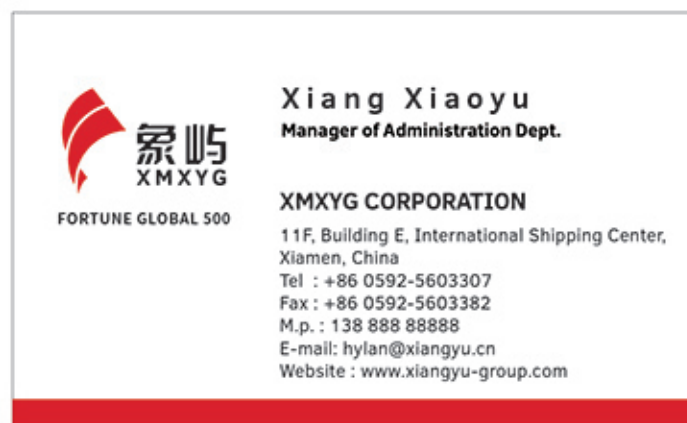 象屿
XMXYG
FORTUNE GLOBAL 500
Xiang Xiaoyu
Manager of Administration Dept.
XMXYG CORPORATION
11F, Building E, International Shipping Center,
Xiamen, China
Tel : +86 0592-5603307
Fax : +86 0592-5603382
M.p. : 138 888 88888
E-mail: hylan@xiangyu.cn
Website : www.xiangyu-group.com